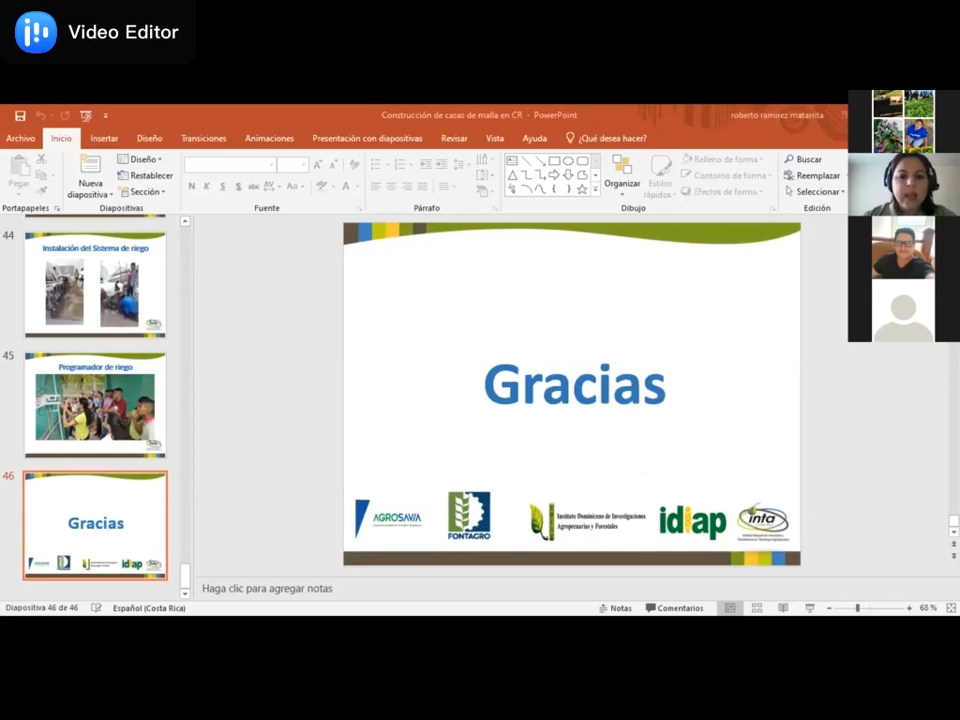 Video Editor
Construcción de casas de malla en CR - PowerPoint
roberto ramirez matarrita
Archivo
Inicio
Insertar
Diseño
Transiciones
Animaciones
Presentación con diapositivas
Revisar
Vista
Ayuda
¿Qué desea hacer?
Pegar
Nueva
diapositiva
Diseño
Restablecer
Sección
N K S S abc AV Aa A
Organizar
Estilos
rápidos
Relleno de forma
Contorno de forma
Efectos de forma
Buscar
Reemplazar
Seleccionar
Portapapeles
Diapositivas
Fuente
Párrafo
Dibujo
Edición
44
Instalación del Sistema de riego
45
Programador de riego
46
Gracias
Gracias
AGROSAVIA
FONTAGRO
Instituto Dominicano de Investigaciones
Agropecuarias y Forestales
idiap
inta
Haga clic para agregar notas
Diapositiva 46 de 46
Español (Costa Rica)
Notas
Comentarios
68 %